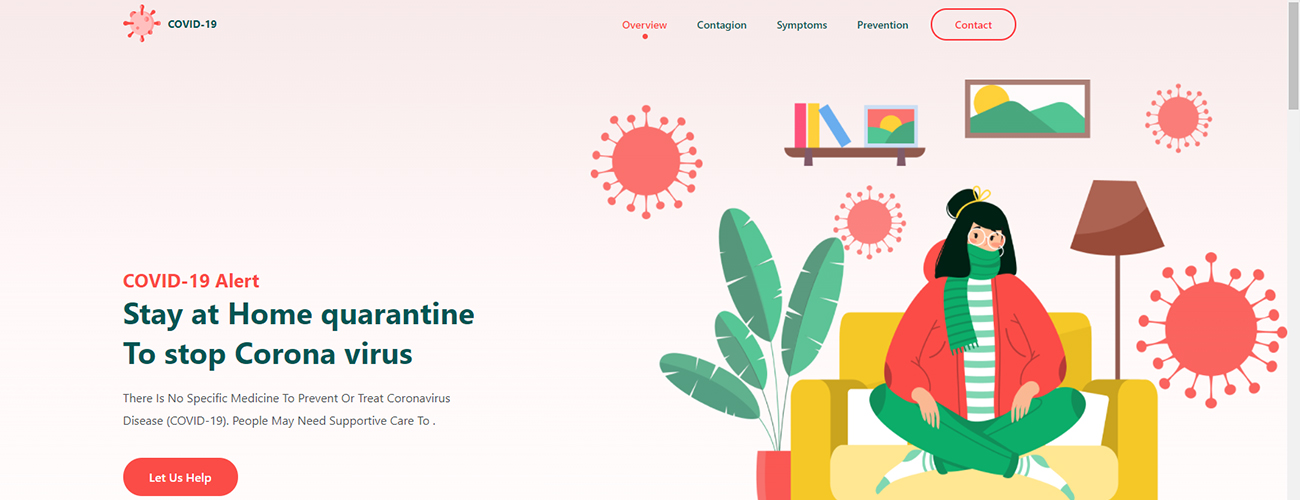 COVID-19
Overview
Contagion
Symptoms
Prevention
Contact
COVID-19 Alert
Stay at Home quarantine
To stop Corona virus
There Is No Specific Medicine To Prevent Or Treat Coronavirus
Disease (COVID-19). People May Need Supportive Care To .
Let Us Help